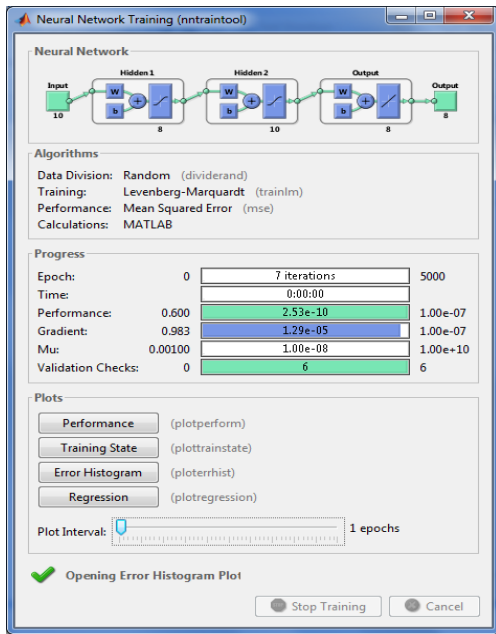 Neural Network Training (nntraintool)
Neural Network
Hidden 1 Hidden 2 Output
Input Output
W W W
b b b
+ + +
10 8
8 10 8
Algorithms
Data Division: Random (dividerand)
Training: Levenberg-Marquardt (trainlm)
Performance: Mean Squared Error (mse)
Calculations: MATLAB
Progress
Epoch: 0 7 iterations 5000
Time: 0:00:00
Performance: 0.600 2.53e-10 1.00e-07
Gradient: 0.983 1.29e-05 1.00e-07
Mu: 0.00100 1.00e-08 1.00e+10
Validation Checks: 0 6 6
Plots
Performance (plotperform)
Training State (plottrainstate)
Error Histogram (ploterrhist)
Regression (plotregression)
Plot Interval: 1 epochs
Opening Error Histogram Plot
Stop Training Cancel